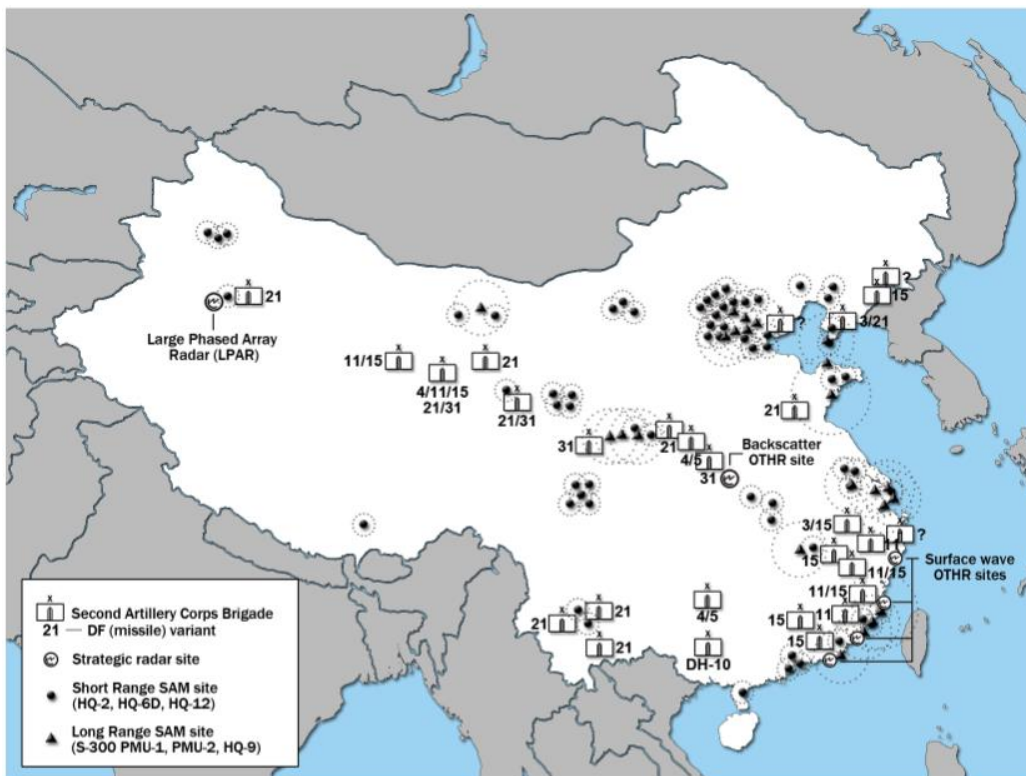 ?
15
21
?
3/21
Large Phased Array
Radar (LPAR)
11/15
4/11/15
21/31
21
21/31
21
31
21
4/5
31
Backscatter
OTHR site
3/15
?
11
15
11/15
Surface wave
OTHR sites
11/15
11
15
15
21
21
21
4/5
DH-10
X
Second Artillery Corps Brigade
21 — DF (missile) variant
Strategic radar site
Short Range SAM site
(HQ-2, HQ-6D, HQ-12)
Long Range SAM site
(S-300 PMU-1, PMU-2, HQ-9)